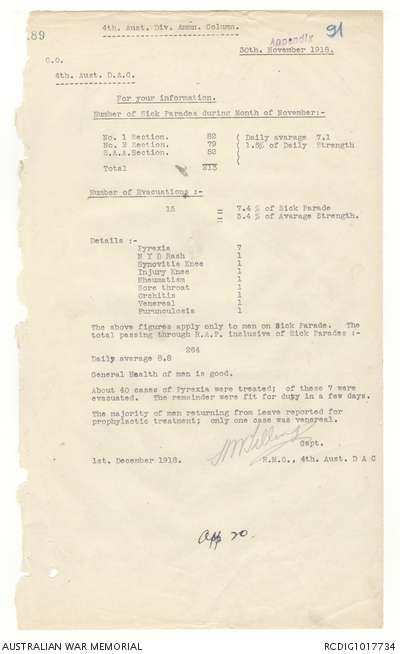 .89
4th. Aust. Div. Ammn. Column.
91
Appendix
30th. November 1918.
C.O.
4th. Aust. D.A.C.
For your information.
Number of Sick Parades during Month of November:-
No. 1 Section. 82 ( Daily avarage 7.1
No. 2 Section. 79 ( 1.5% of Daily Strength
S.A.A.Section. 52 (
Total 213
Number of Evacuations :-
15 = 7.4 % of Sick Parade
= 3.4 % of Avarage Strength.
Details :-
Pyrexia 7
N Y D Rash 1
Synovitis Knee 1
Injury Knee 1
Rheumatism 1
Sore throat 1
Orchitis 1
Venereal 1
Furunculosis 1
The above figures apply only to men on Sick Parade. The
total passing through R.A.P. inclusive of Sick Parades :-
264
Daily average 8.8
General Health of men is good.
About 40 cases of Pyrexia were treated; of these 7 were
evacuated. The remainder were fit for duty in a few days.
The majority of men returning from leave reported for
prophylactic treatment; only one case was venereal.
Capt.
1st. December 1918. R.M.O., 4th. Aust. D A C
App 20.
AUSTRALIAN WAR MEMORIAL RCDIG1017734